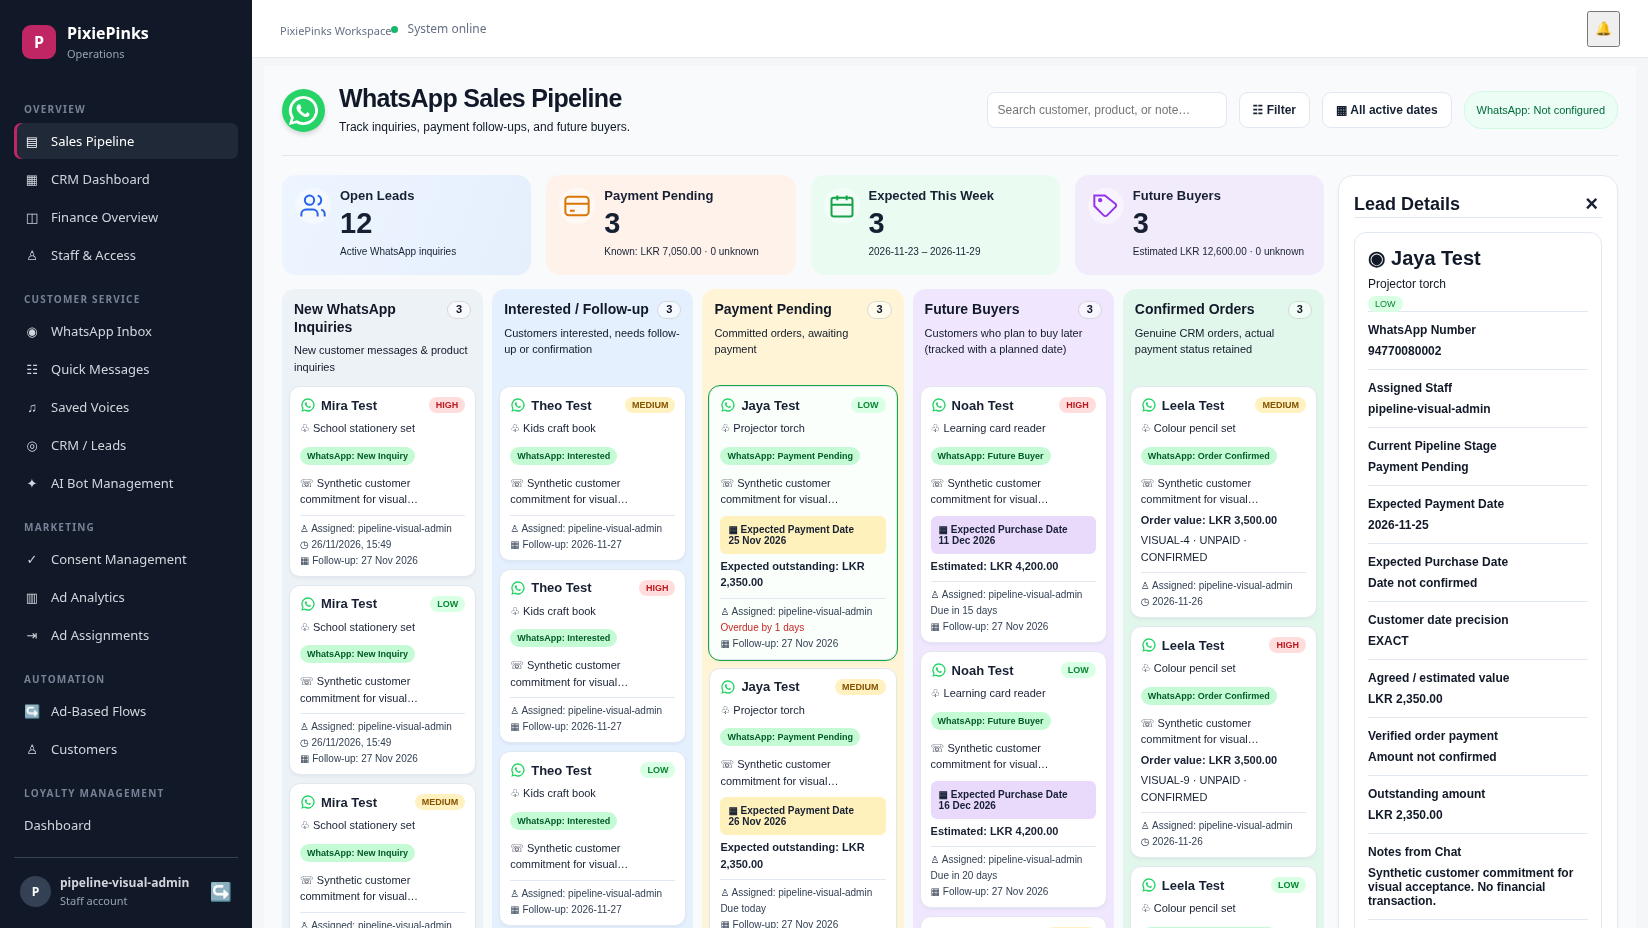 P
PixiePinks
Operations
OVERVIEW
Sales Pipeline
CRM Dashboard
Finance Overview
Staff & Access
CUSTOMER SERVICE
WhatsApp Inbox
Quick Messages
Saved Voices
CRM / Leads
AI Bot Management
MARKETING
Consent Management
Ad Analytics
Ad Assignments
AUTOMATION
Ad-Based Flows
Customers
LOYALTY MANAGEMENT
Dashboard
P
pipeline-visual-admin
Staff account
PixiePinks Workspace
System online
WhatsApp Sales Pipeline
Track inquiries, payment follow-ups, and future buyers.
Search customer, product, or note…
Filter
All active dates
WhatsApp: Not configured
Open Leads
12
Active WhatsApp inquiries
Payment Pending
3
Known: LKR 7,050.00 · 0 unknown
Expected This Week
3
2026-11-23 – 2026-11-29
Future Buyers
3
Estimated LKR 12,600.00 · 0 unknown
New WhatsApp
Inquiries
3
New customer messages & product
inquiries
Mira Test
HIGH
School stationery set
WhatsApp: New Inquiry
Synthetic customer
commitment for visual…
Assigned: pipeline-visual-admin
26/11/2026, 15:49
Follow-up: 27 Nov 2026
Mira Test
LOW
School stationery set
WhatsApp: New Inquiry
Synthetic customer
commitment for visual…
Assigned: pipeline-visual-admin
26/11/2026, 15:49
Follow-up: 27 Nov 2026
Mira Test
MEDIUM
School stationery set
WhatsApp: New Inquiry
Synthetic customer
commitment for visual…
Assigned: pipeline-visual-admin
Interested / Follow-up
3
Customers interested, needs follow-
up or confirmation
Theo Test
MEDIUM
Kids craft book
WhatsApp: Interested
Synthetic customer
commitment for visual…
Assigned: pipeline-visual-admin
Follow-up: 2026-11-27
Theo Test
HIGH
Kids craft book
WhatsApp: Interested
Synthetic customer
commitment for visual…
Assigned: pipeline-visual-admin
Follow-up: 2026-11-27
Theo Test
LOW
Kids craft book
WhatsApp: Interested
Synthetic customer
commitment for visual…
Assigned: pipeline-visual-admin
Follow-up: 2026-11-27
Payment Pending
3
Committed orders, awaiting
payment
Jaya Test
LOW
Projector torch
WhatsApp: Payment Pending
Synthetic customer
commitment for visual…
Expected Payment Date
25 Nov 2026
Expected outstanding: LKR
2,350.00
Assigned: pipeline-visual-admin
Overdue by 1 days
Follow-up: 27 Nov 2026
Jaya Test
MEDIUM
Projector torch
WhatsApp: Payment Pending
Synthetic customer
commitment for visual…
Expected Payment Date
26 Nov 2026
Expected outstanding: LKR
2,350.00
Assigned: pipeline-visual-admin
Due today
Follow-up: 27 Nov 2026
Future Buyers
3
Customers who plan to buy later
(tracked with a planned date)
Noah Test
HIGH
Learning card reader
WhatsApp: Future Buyer
Synthetic customer
commitment for visual…
Expected Purchase Date
11 Dec 2026
Estimated: LKR 4,200.00
Assigned: pipeline-visual-admin
Due in 15 days
Follow-up: 27 Nov 2026
Noah Test
LOW
Learning card reader
WhatsApp: Future Buyer
Synthetic customer
commitment for visual…
Expected Purchase Date
16 Dec 2026
Estimated: LKR 4,200.00
Assigned: pipeline-visual-admin
Due in 20 days
Follow-up: 27 Nov 2026
Confirmed Orders
3
Genuine CRM orders, actual
payment status retained
Leela Test
MEDIUM
Colour pencil set
WhatsApp: Order Confirmed
Synthetic customer
commitment for visual…
Order value: LKR 3,500.00
VISUAL-4 · UNPAID ·
CONFIRMED
Assigned: pipeline-visual-admin
2026-11-26
Leela Test
HIGH
Colour pencil set
WhatsApp: Order Confirmed
Synthetic customer
commitment for visual…
Order value: LKR 3,500.00
VISUAL-9 · UNPAID ·
CONFIRMED
Assigned: pipeline-visual-admin
2026-11-26
Leela Test
LOW
Colour pencil set
Lead Details
×
Jaya Test
Projector torch
LOW
WhatsApp Number
94770080002
Assigned Staff
pipeline-visual-admin
Current Pipeline Stage
Payment Pending
Expected Payment Date
2026-11-25
Expected Purchase Date
Date not confirmed
Customer date precision
EXACT
Agreed / estimated value
LKR 2,350.00
Verified order payment
Amount not confirmed
Outstanding amount
LKR 2,350.00
Notes from Chat
Synthetic customer commitment for
visual acceptance. No financial
transaction.